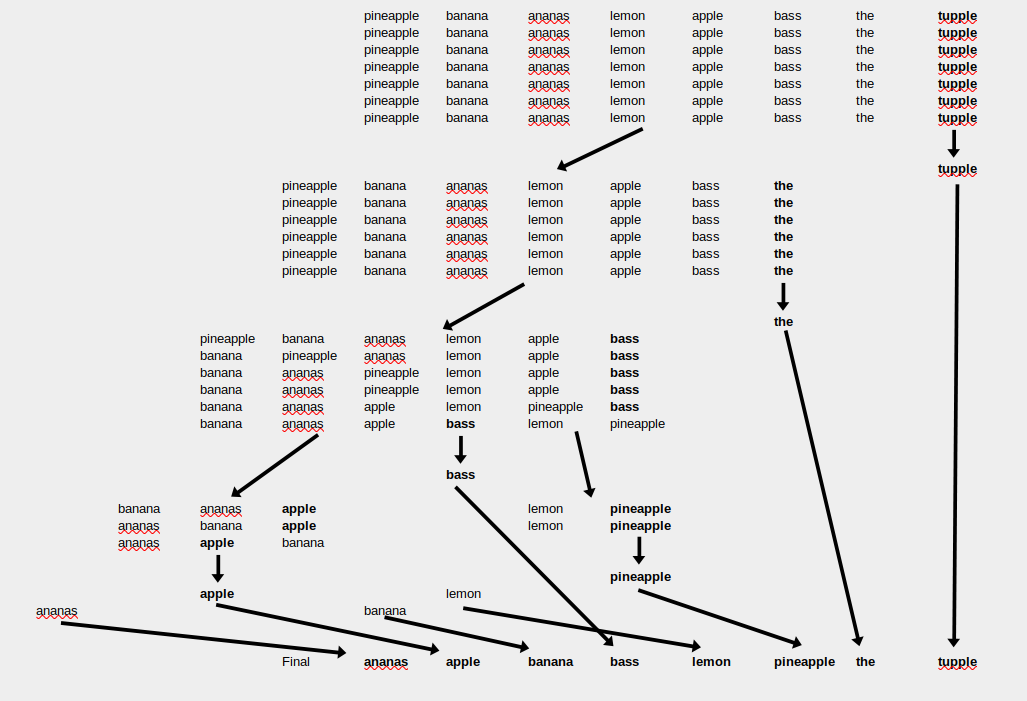 pineapple banana ananas lemon apple bass the tupple
pineapple banana ananas lemon apple bass the tupple
pineapple banana ananas lemon apple bass the tupple
pineapple banana ananas lemon apple bass the tupple
pineapple banana ananas lemon apple bass the tupple
pineapple banana ananas lemon apple bass the tupple
pineapple banana ananas lemon apple bass the tupple
tupple
pineapple banana ananas lemon apple bass the
pineapple banana ananas lemon apple bass the
pineapple banana ananas lemon apple bass the
pineapple banana ananas lemon apple bass the
pineapple banana ananas lemon apple bass the
pineapple banana ananas lemon apple bass the
the
pineapple banana ananas lemon apple bass
banana pineapple ananas lemon apple bass
banana ananas pineapple lemon apple bass
banana ananas pineapple lemon apple bass
banana ananas apple lemon pineapple bass
banana ananas apple bass lemon pineapple
bass
banana ananas apple lemon pineapple
ananas banana apple lemon pineapple
ananas apple banana
pineapple
apple lemon
ananas banana
Final ananas apple banana bass lemon pineapple the tupple